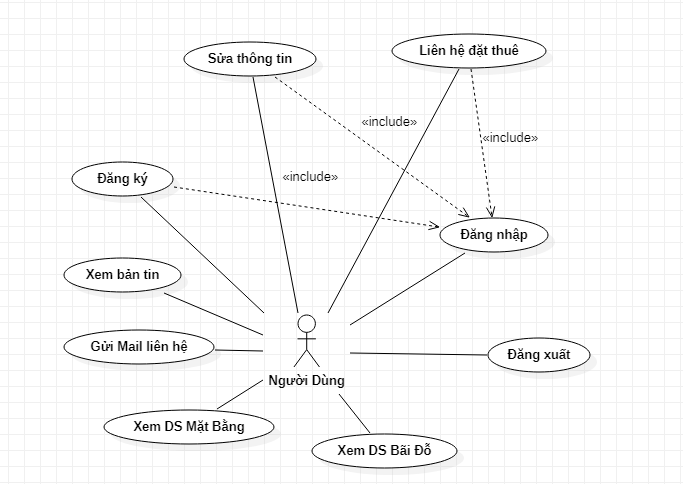 Sửa thông tin
Liên hệ đặt thuê
«include»
«include»
«include»
Đăng ký
Đăng nhập
Xem bản tin
Gửi Mail liên hệ
Đăng xuất
Người Dùng
Xem DS Mặt Bằng
Xem DS Bãi Đỗ